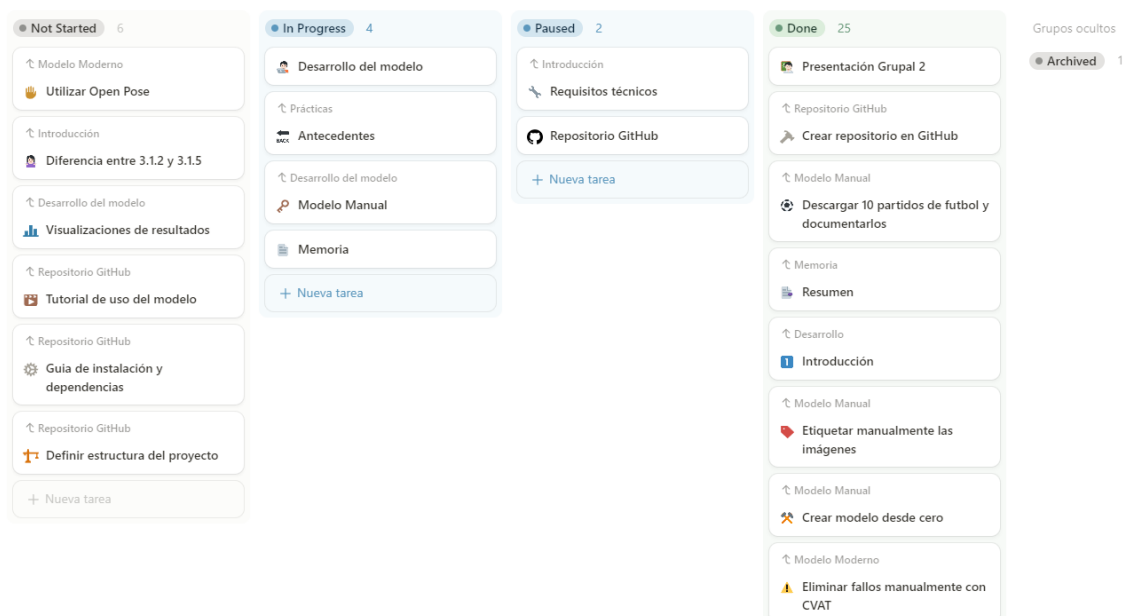 Not Started 6
Modelo Moderno
Utilizar Open Pose
Introducción
Diferencia entre 3.1.2 y 3.1.5
Desarrollo del modelo
Visualizaciones de resultados
Repositorio GitHub
Tutorial de uso del modelo
Repositorio GitHub
Guia de instalación y
dependencias
Repositorio GitHub
Definir estructura del proyecto
+ Nueva tarea
In Progress 4
Desarrollo del modelo
Prácticas
BACK
Antecedentes
Desarrollo del modelo
Modelo Manual
Memoria
+ Nueva tarea
Paused 2
Introducción
Requisitos técnicos
Repositorio GitHub
+ Nueva tarea
Done 25
Presentación Grupal 2
Repositorio GitHub
Crear repositorio en GitHub
Modelo Manual
Descargar 10 partidos de futbol y
documentarlos
Memoria
Resumen
Desarrollo
1 Introducción
Modelo Manual
Etiquetar manualmente las
imágenes
Modelo Manual
Crear modelo desde cero
Modelo Moderno
Eliminar fallos manualmente con
CVAT
Grupos ocultos
Archived 1